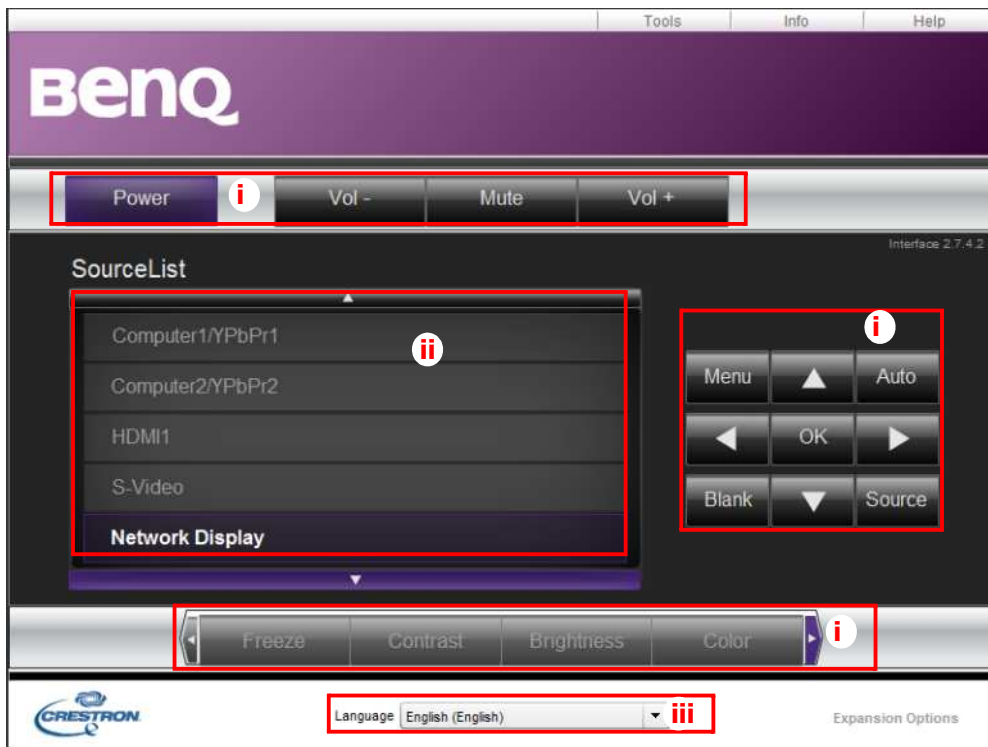 Tools Info Help
BenQ
Power i Vol - Mute Vol +
Interface 2.7.4.2
SourceList
Computer1/YPbPr1
Computer2/YPbPr2
HDMI1
S-Video
Network Display
ii
i
Menu Auto
OK
Blank Source
Freeze Contrast Brightness Color i
CRESTRON
Language English (English) iii
Expansion Options